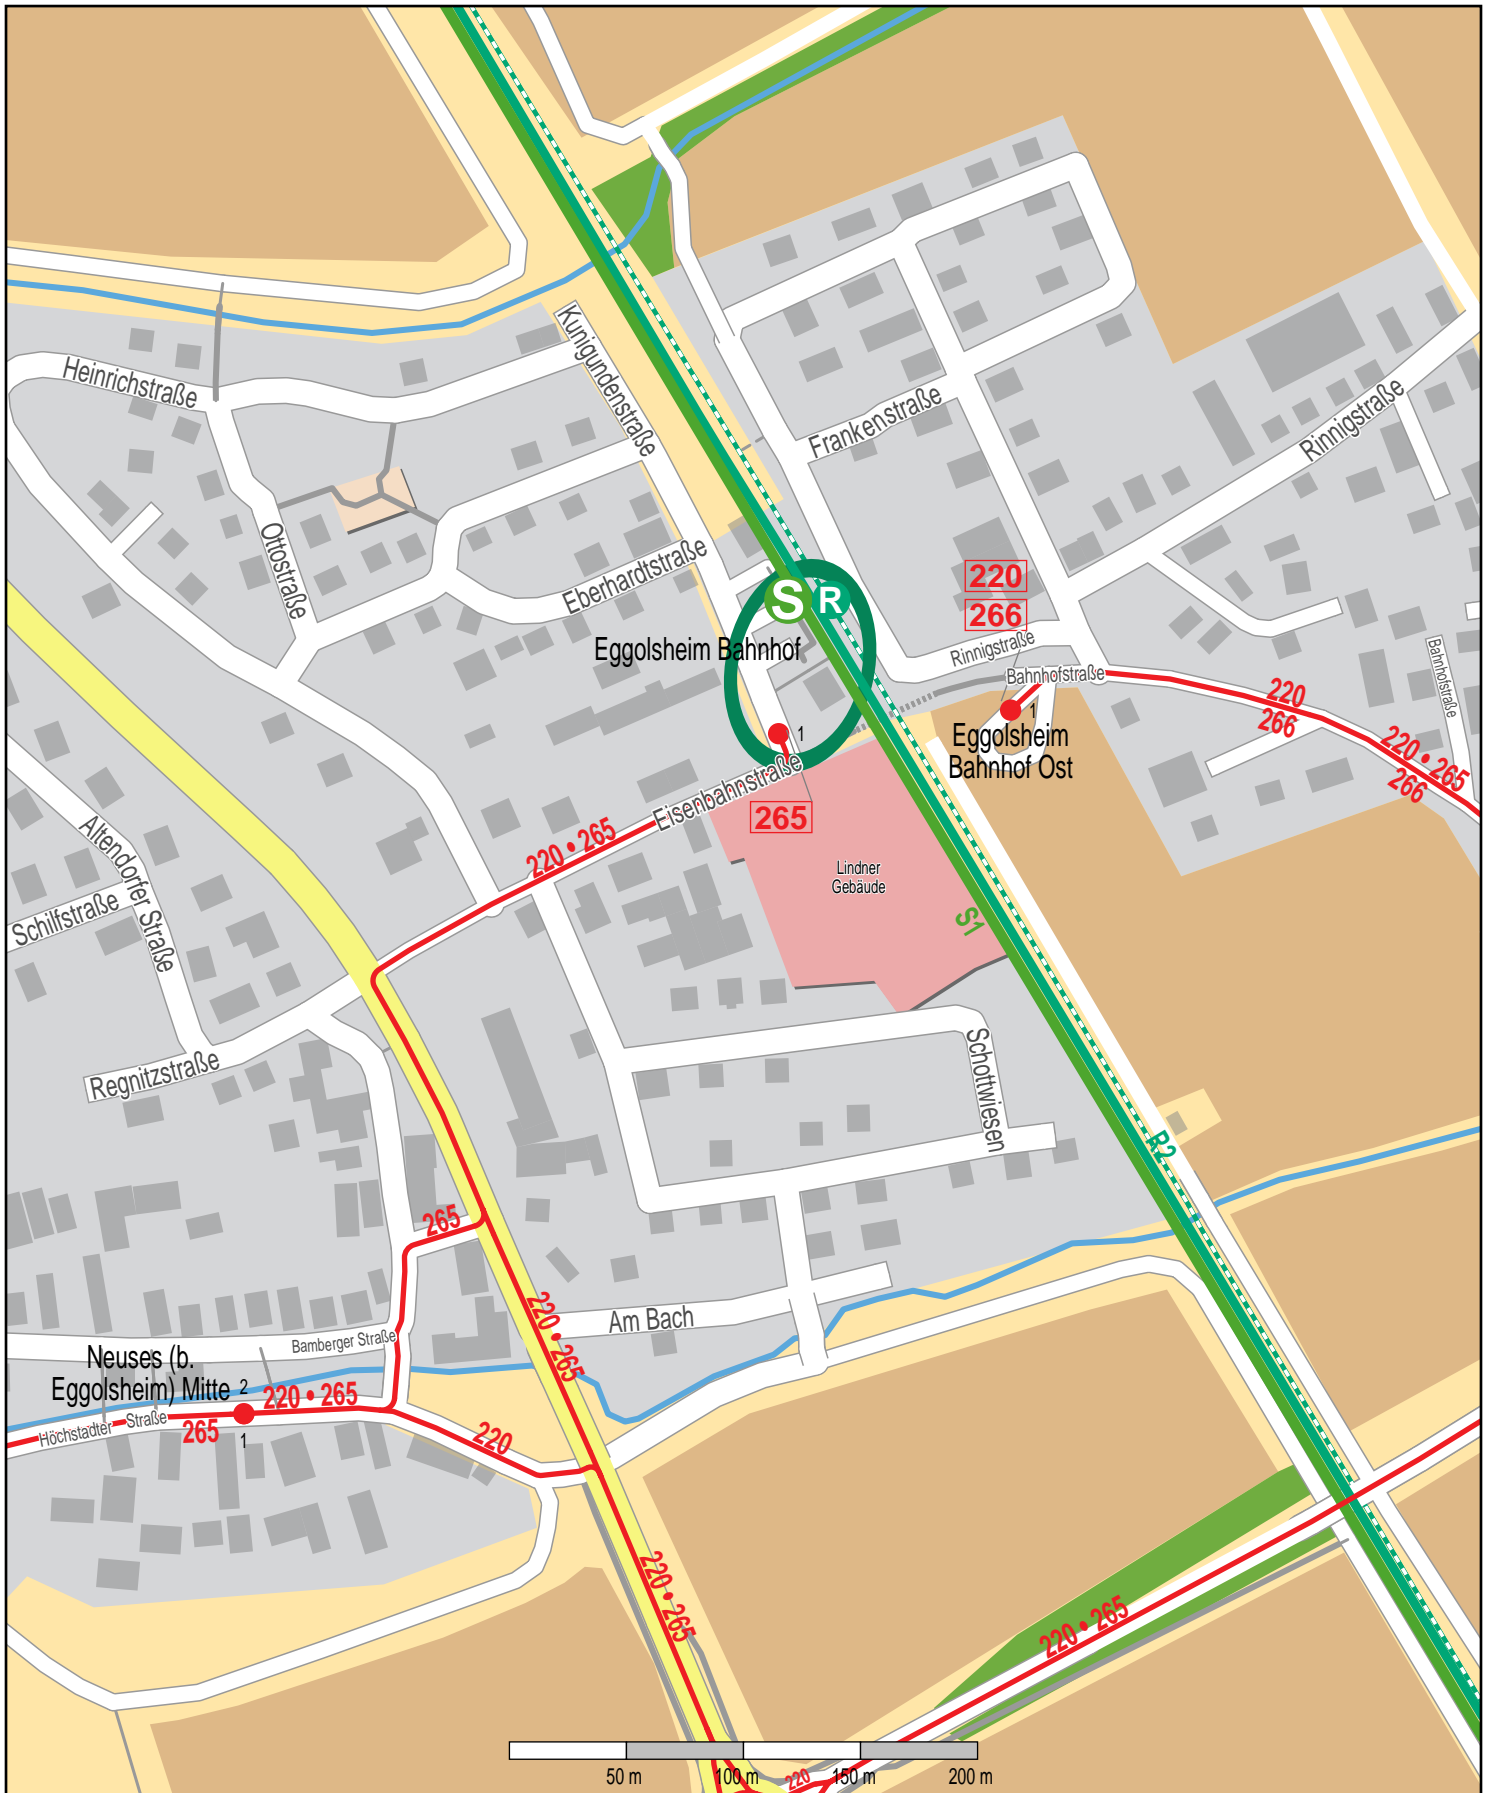 Kunigundenstraße
Heinrichstraße
Frankenstraße
Rinnigstraße
Ottostraße
Eberhardtstraße
220
266
S
R
Eggolsheim Bahnhof
Rinnigstraße
Bahnhofstraße
Bahnhofstraße
220
266
1
Eggolsheim
Bahnhof Ost
1
220 • 265
266
Eisenbahnstraße
265
220 • 265
Altendorfer Straße
Schilfstraße
Lindner
Gebäude
S1
Regnitzstraße
Schottwiesen
R2
265
220 • 265
Am Bach
Bamberger Straße
Neuses (b.
Eggolsheim) Mitte
2
220 • 265
Höchstadter Straße
265
1
220
220 • 265
220 • 265
50 m
100 m
220
150 m
200 m